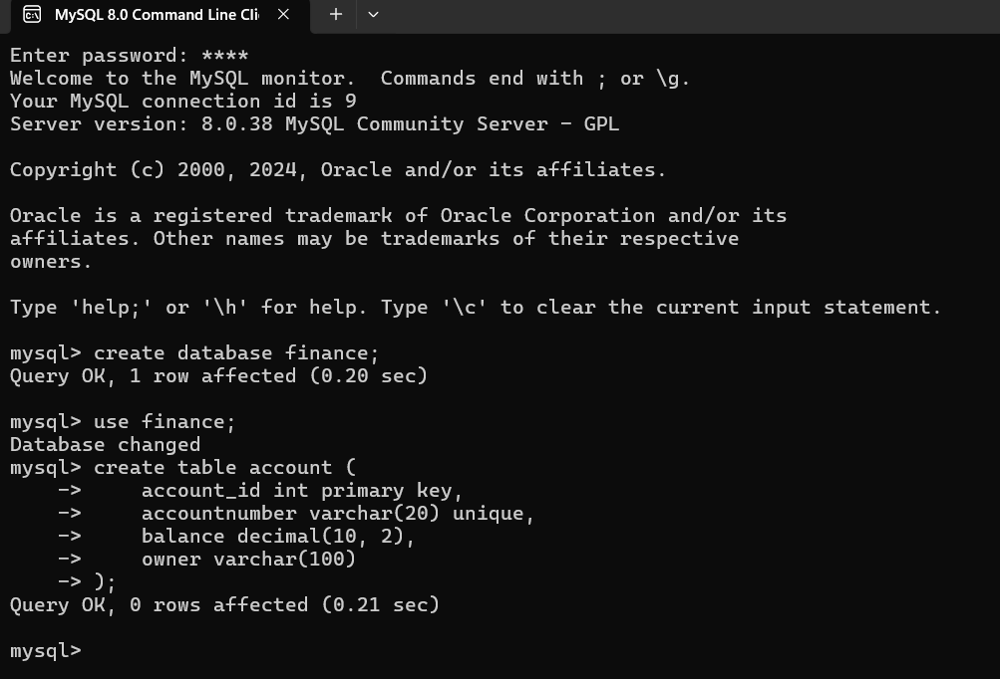 MySQL 8.0 Command Line Cli
Enter password: ****
Welcome to the MySQL monitor.  Commands end with ; or \g.
Your MySQL connection id is 9
Server version: 8.0.38 MySQL Community Server - GPL
Copyright (c) 2000, 2024, Oracle and/or its affiliates.
Oracle is a registered trademark of Oracle Corporation and/or its
affiliates. Other names may be trademarks of their respective
owners.
Type 'help;' or '\h' for help. Type '\c' to clear the current input statement.
mysql> create database finance;
Query OK, 1 row affected (0.20 sec)
mysql> use finance;
Database changed
mysql> create table account (
    ->     account_id int primary key,
    ->     accountnumber varchar(20) unique,
    ->     balance decimal(10, 2),
    ->     owner varchar(100)
    -> );
Query OK, 0 rows affected (0.21 sec)
mysql>